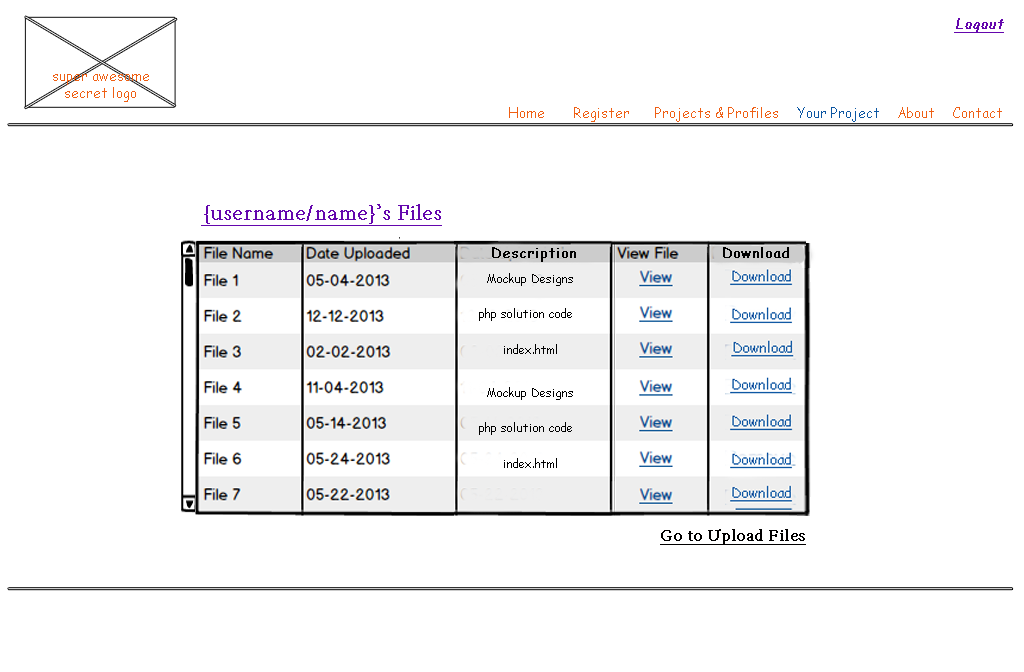 Logout
super awesome
secret logo
Home Register Projects & Profiles Your Project About Contact
{username/name}'s Files
File Name Date Uploaded Description View File Download
File 1 05-04-2013 Mockup Designs View Download
File 2 12-12-2013 php solution code View Download
File 3 02-02-2013 index.html View Download
File 4 11-04-2013 Mockup Designs View Download
File 5 05-14-2013 php solution code View Download
File 6 05-24-2013 index.html View Download
File 7 05-22-2013 View Download
Go to Upload Files